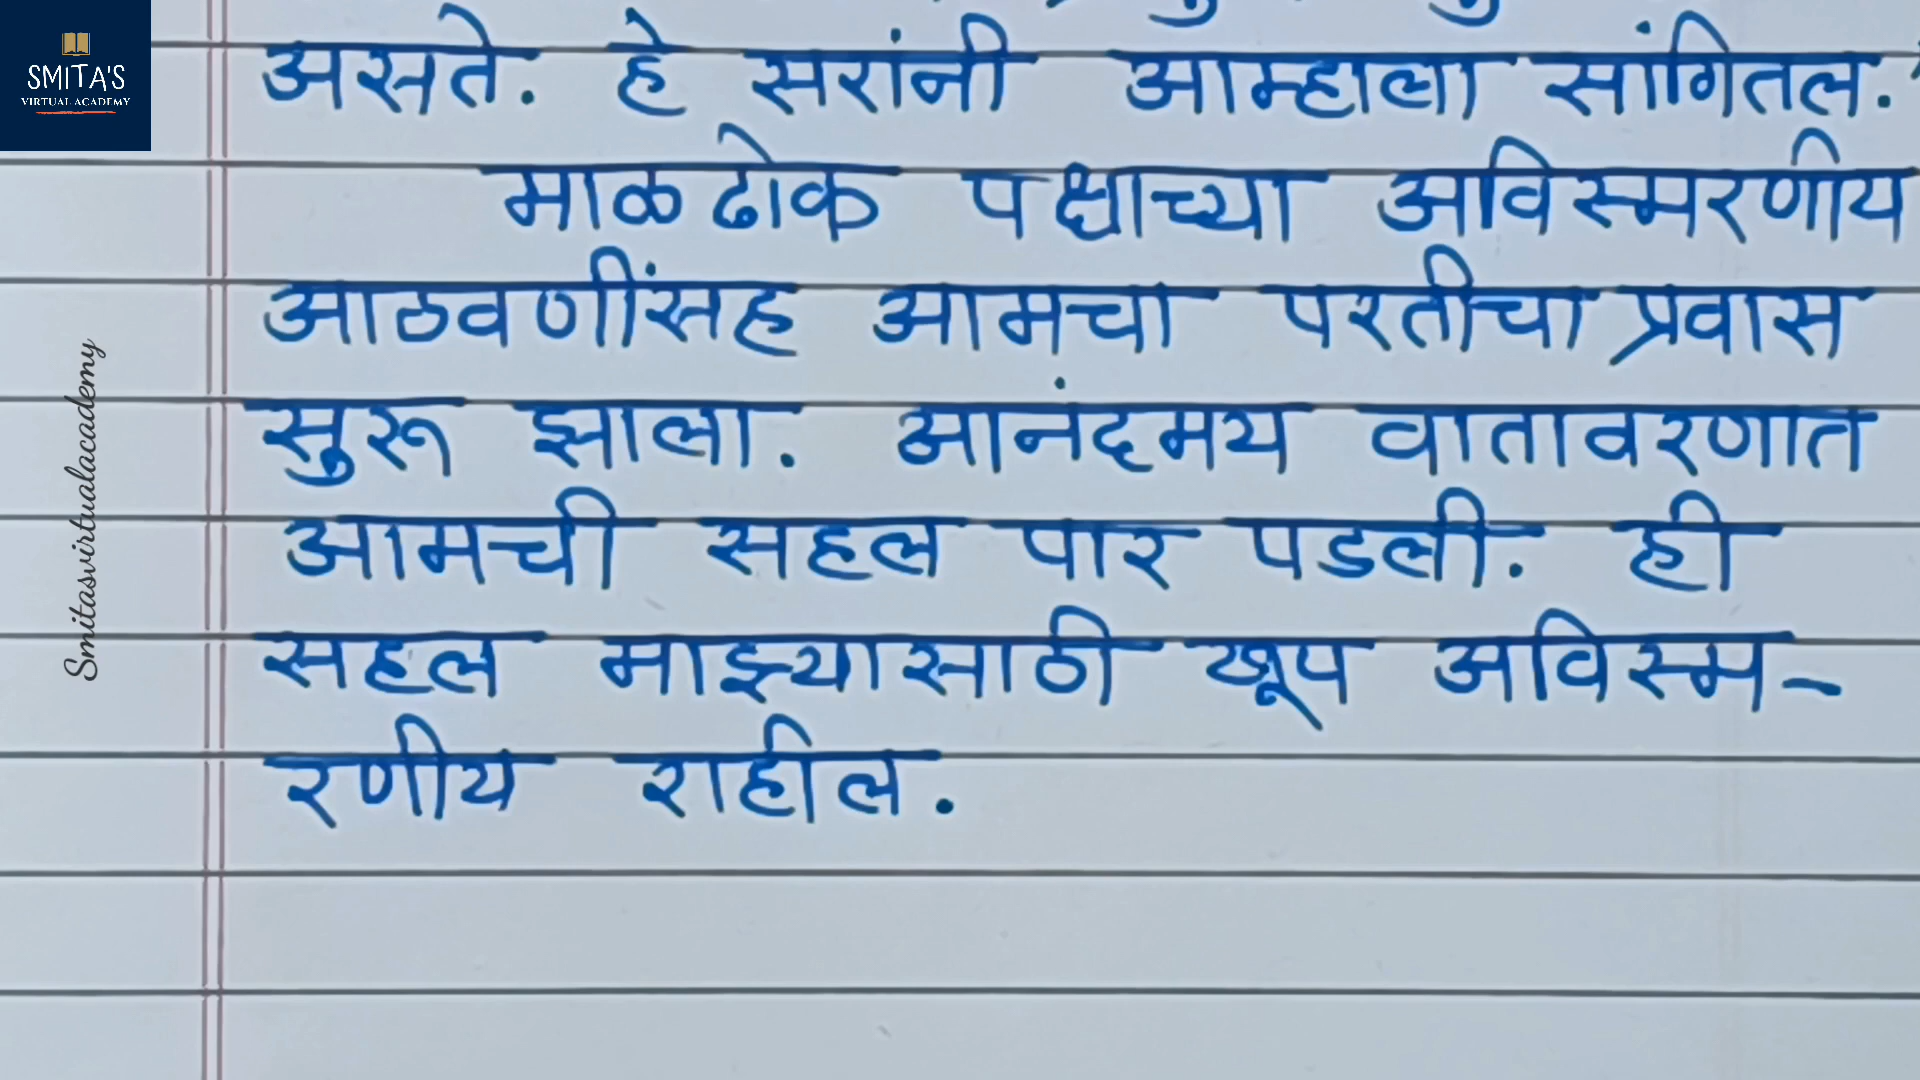 SMITA'S
VIRTUAL ACADEMY
असते. हे सरांनी आम्हाला सांगितल.
माळढोक पक्षाच्या अविस्मरणीय
आठवणींसह आमचा परतीचा प्रवास
सुरू झाला. आनंदमय वातावरणात
आमची सहल पार पडली. ही
सहल माझ्यासाठी खूप अविस्म-
रणीय राहील.
Smitasvirtualacademy